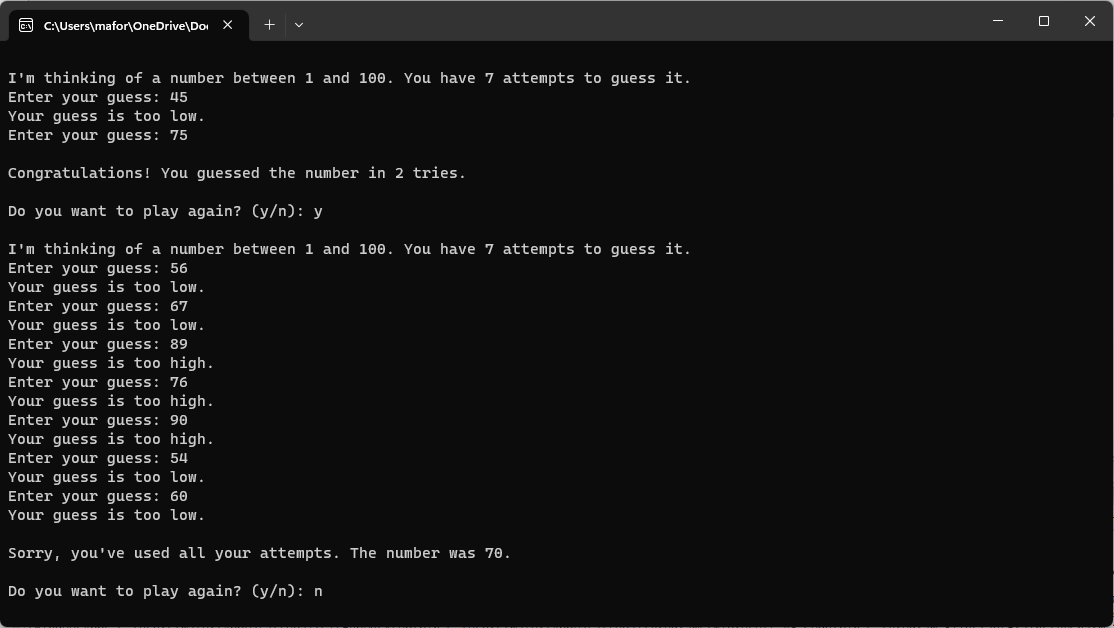 C:\Users\mafor\OneDrive\Do
I'm thinking of a number between 1 and 100. You have 7 attempts to guess it.
Enter your guess: 45
Your guess is too low.
Enter your guess: 75
Congratulations! You guessed the number in 2 tries.
Do you want to play again? (y/n): y
I'm thinking of a number between 1 and 100. You have 7 attempts to guess it.
Enter your guess: 56
Your guess is too low.
Enter your guess: 67
Your guess is too low.
Enter your guess: 89
Your guess is too high.
Enter your guess: 76
Your guess is too high.
Enter your guess: 90
Your guess is too high.
Enter your guess: 54
Your guess is too low.
Enter your guess: 60
Your guess is too low.
Sorry, you've used all your attempts. The number was 70.
Do you want to play again? (y/n): n